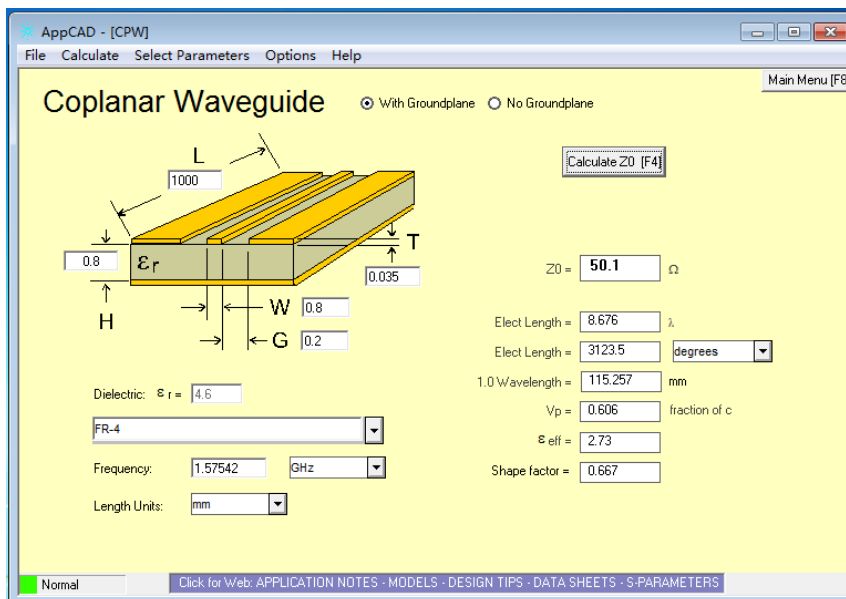 AppCAD - [CPW]
File Calculate Select Parameters Options Help
Main Menu [F8
Coplanar Waveguide
With Groundplane No Groundplane
Calculate Z0 [F4]
L
1000
T
0.035
0.8
εr
H
W 0.8
G 0.2
Z0 = 50.1 Ω
Elect Length = 8.676 λ
Elect Length = 3123.5 degrees
1.0 Wavelength = 115.257 mm
Vp = 0.606 fraction of c
ε eff = 2.73
Shape factor = 0.667
Dielectric: ε r = 4.6
FR-4
Frequency: 1.57542 GHz
Length Units: mm
Normal
Click for Web: APPLICATION NOTES - MODELS - DESIGN TIPS - DATA SHEETS - S-PARAMETERS